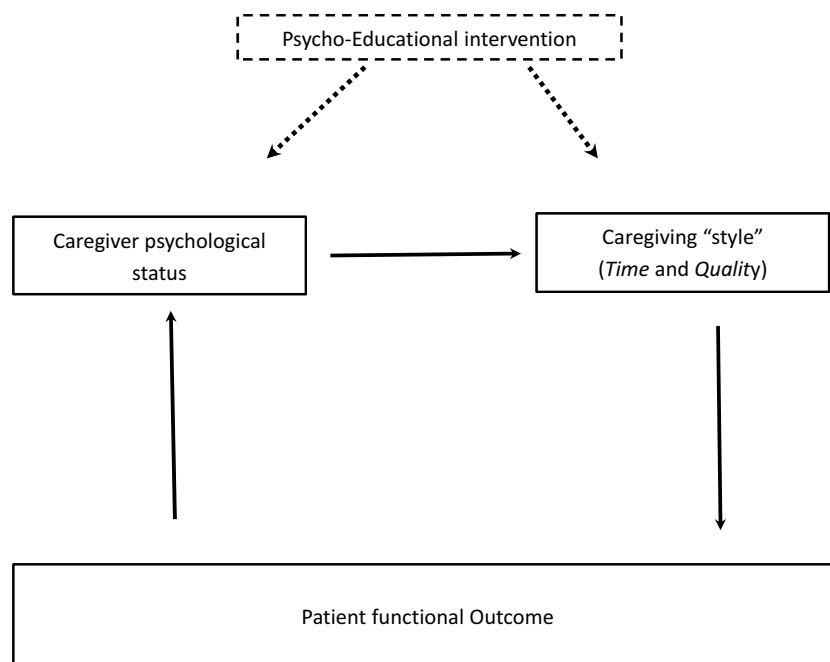 Psycho-Educational intervention
Caregiver psychological
status
Caregiving “style”
(Time and Quality)
Patient functional Outcome